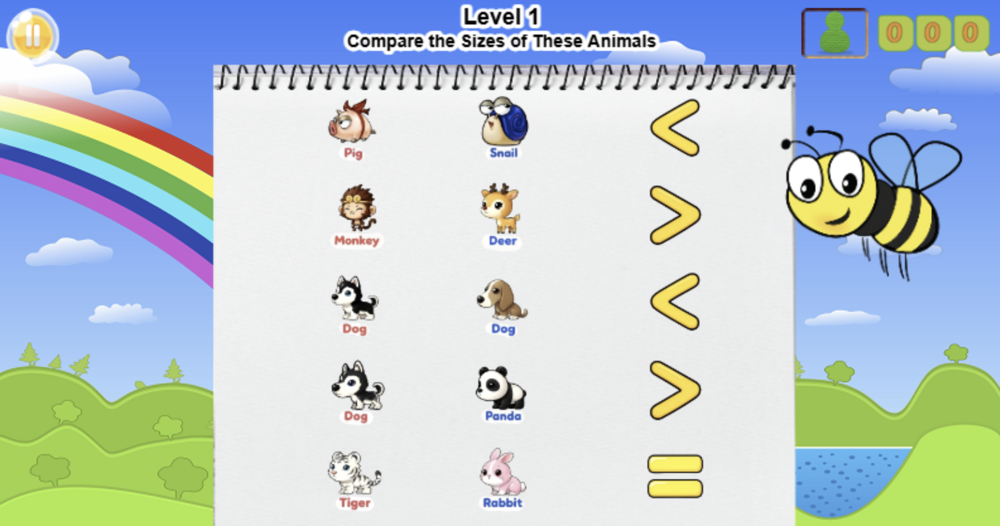 Level 1
Compare the Sizes of These Animals
000
Pig Snail <
Monkey Deer >
Dog Dog <
Dog Panda >
Tiger Rabbit =